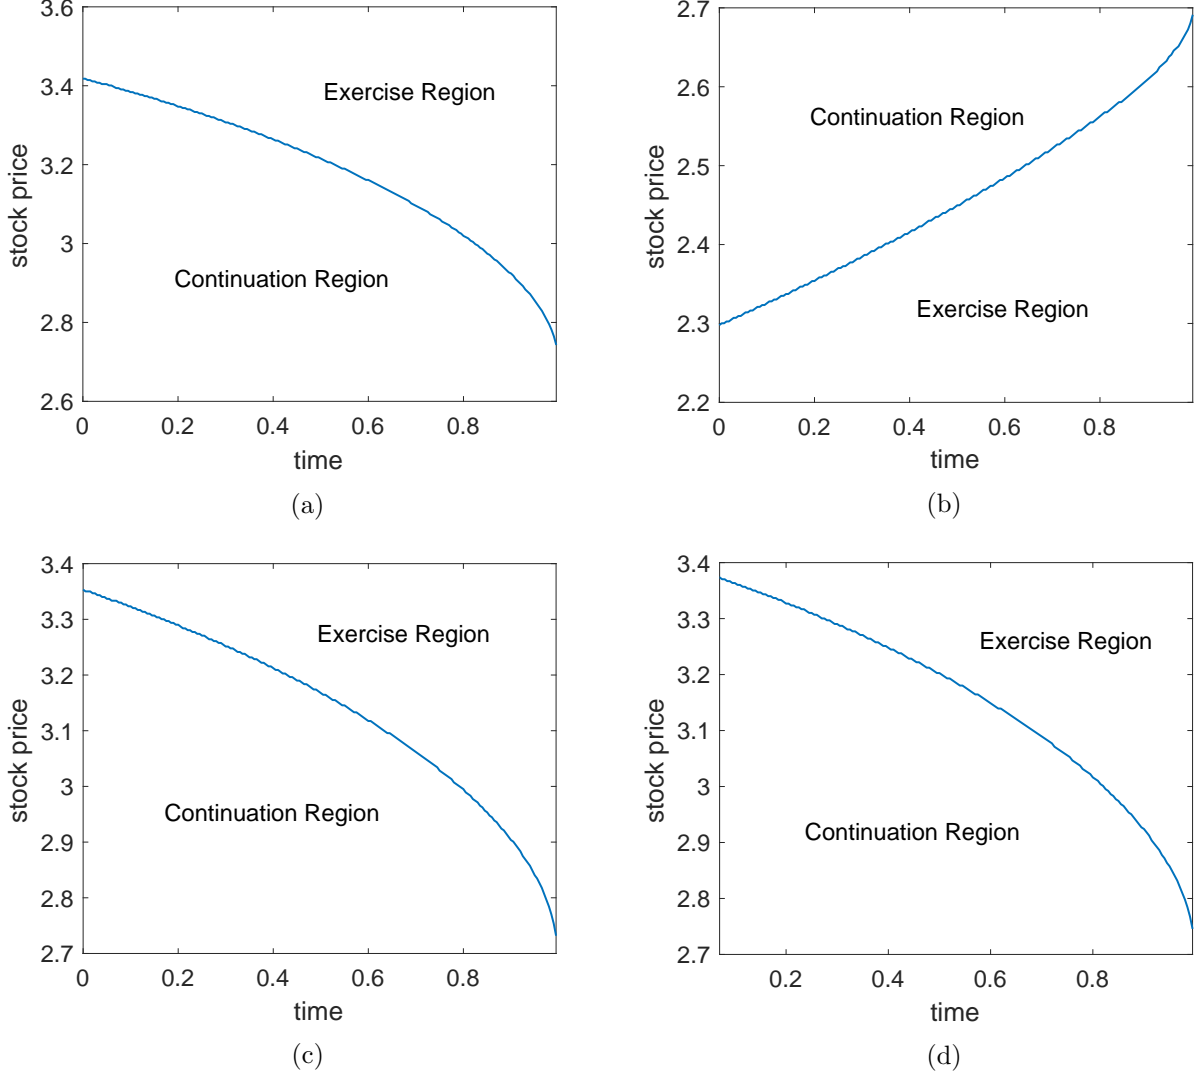 3.6
3.4
3.2
3
2.8
2.6
stock price
Exercise Region
Continuation Region
0 0.2 0.4 0.6 0.8
time
(a)
2.7
2.6
2.5
2.4
2.3
2.2
stock price
Continuation Region
Exercise Region
0 0.2 0.4 0.6 0.8
time
(b)
3.4
3.3
3.2
3.1
3
2.9
2.8
2.7
stock price
Exercise Region
Continuation Region
0 0.2 0.4 0.6 0.8
time
(c)
3.4
3.3
3.2
3.1
3
2.9
2.8
2.7
stock price
Exercise Region
Continuation Region
0.2 0.4 0.6 0.8
time
(d)